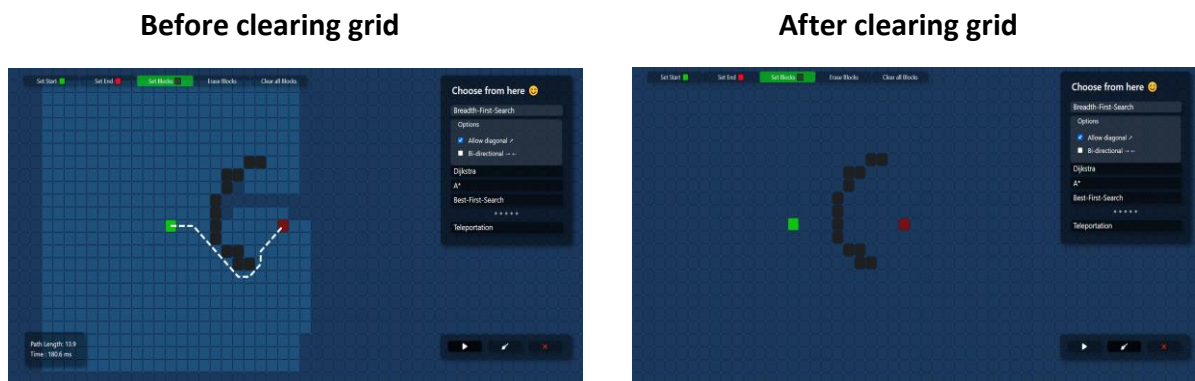 Before clearing grid
After clearing grid
Set Start
Set End
Set Blocks
Erase Blocks
Clear all Blocks
Choose from here 😊
Breadth-First-Search
Options
Allow diagonal ↗
Bi-directional → ←
Dijkstra
A*
Best-First-Search
Teleportation
Path Length: 13.9
Time : 180.6 ms
Set Start
Set End
Set Blocks
Erase Blocks
Clear all Blocks
Choose from here 😊
Breadth-First-Search
Options
Allow diagonal ↗
Bi-directional → ←
Dijkstra
A*
Best-First-Search
Teleportation